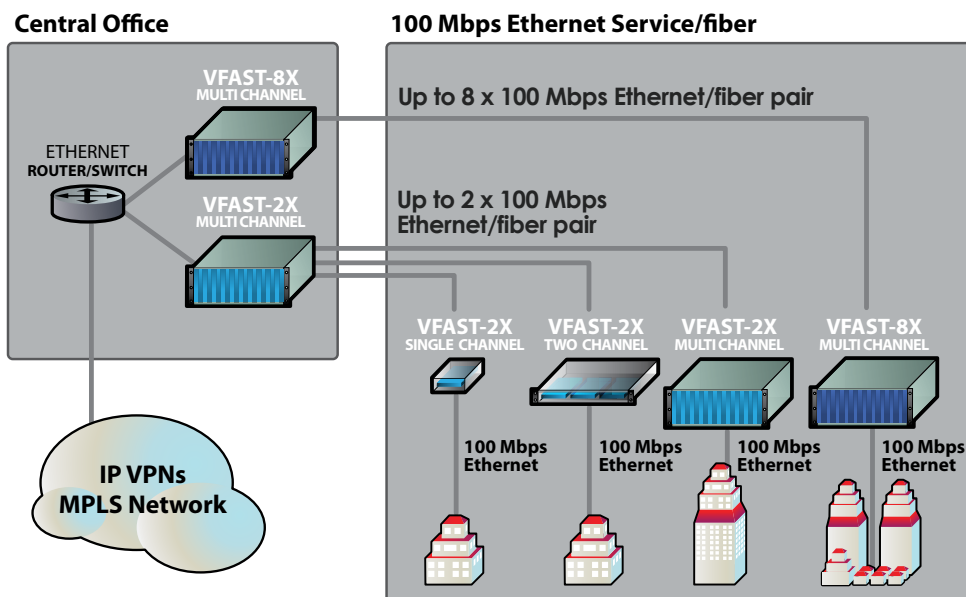 Central Office
100 Mbps Ethernet Service/fiber
VFAST-8X
MULTI CHANNEL
Up to 8 x 100 Mbps Ethernet/fiber pair
ETHERNET
ROUTER/SWITCH
VFAST-2X
MULTI CHANNEL
Up to 2 x 100 Mbps
Ethernet/fiber pair
VFAST-2X
SINGLE CHANNEL
VFAST-2X
TWO CHANNEL
VFAST-2X
MULTI CHANNEL
VFAST-8X
MULTI CHANNEL
100 Mbps
Ethernet
100 Mbps
Ethernet
100 Mbps
Ethernet
100 Mbps
Ethernet
IP VPNs
MPLS Network